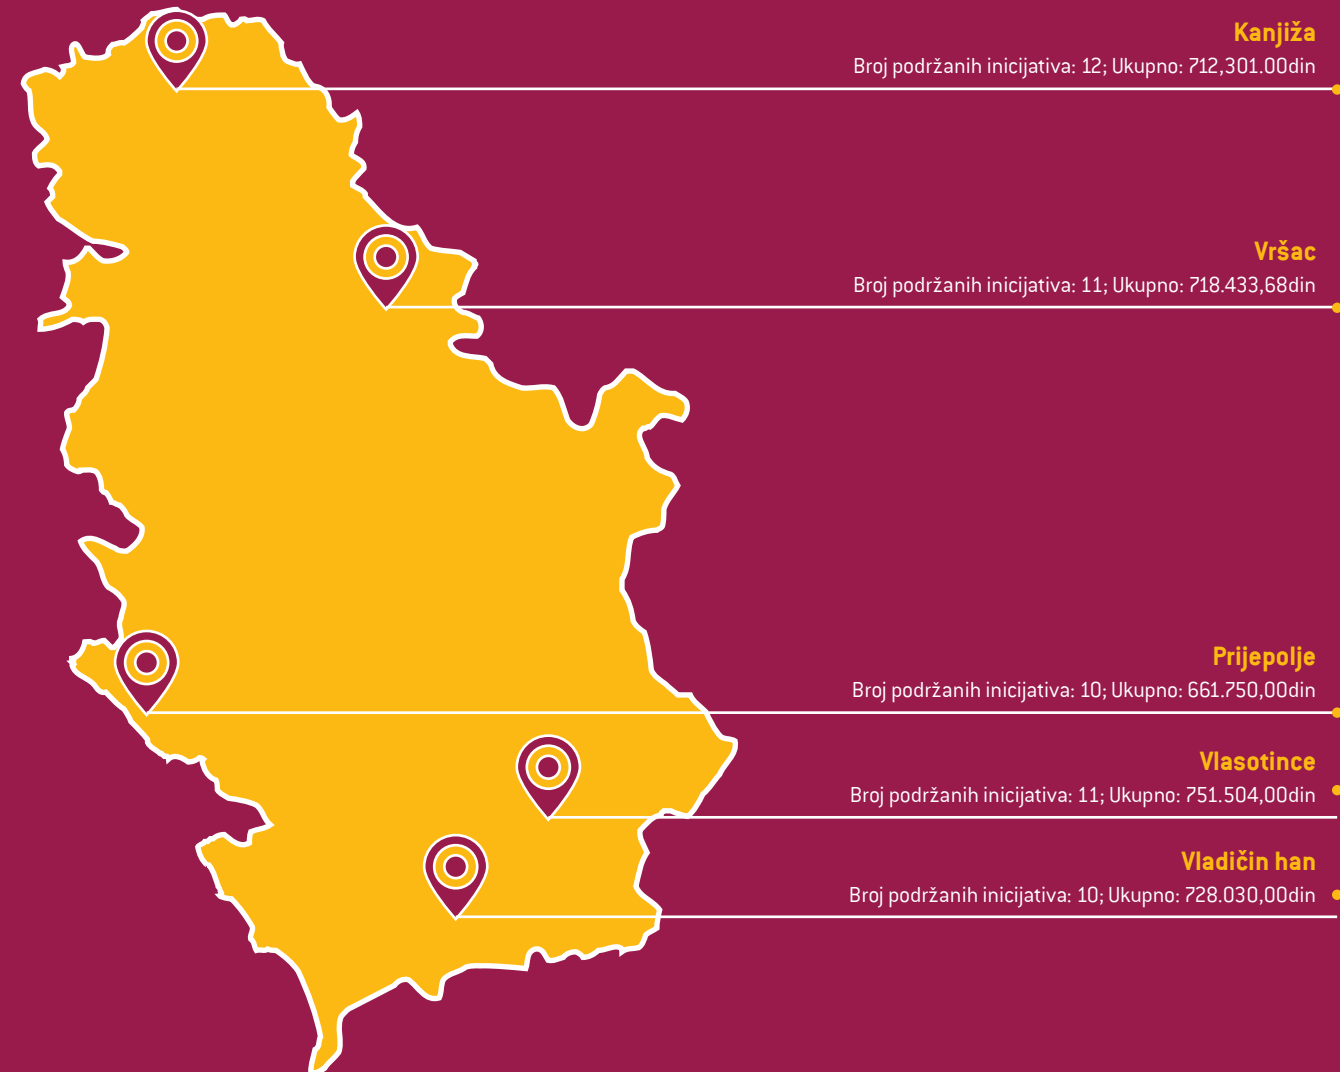 Kanjiža
Broj podržanih inicijativa: 12; Ukupno: 712,301.00din
Vršac
Broj podržanih inicijativa: 11; Ukupno: 718.433,68din
Prijepolje
Broj podržanih inicijativa: 10; Ukupno: 661.750,00din
Vlasotince
Broj podržanih inicijativa: 11; Ukupno: 751.504,00din
Vladičin han
Broj podržanih inicijativa: 10; Ukupno: 728.030,00din